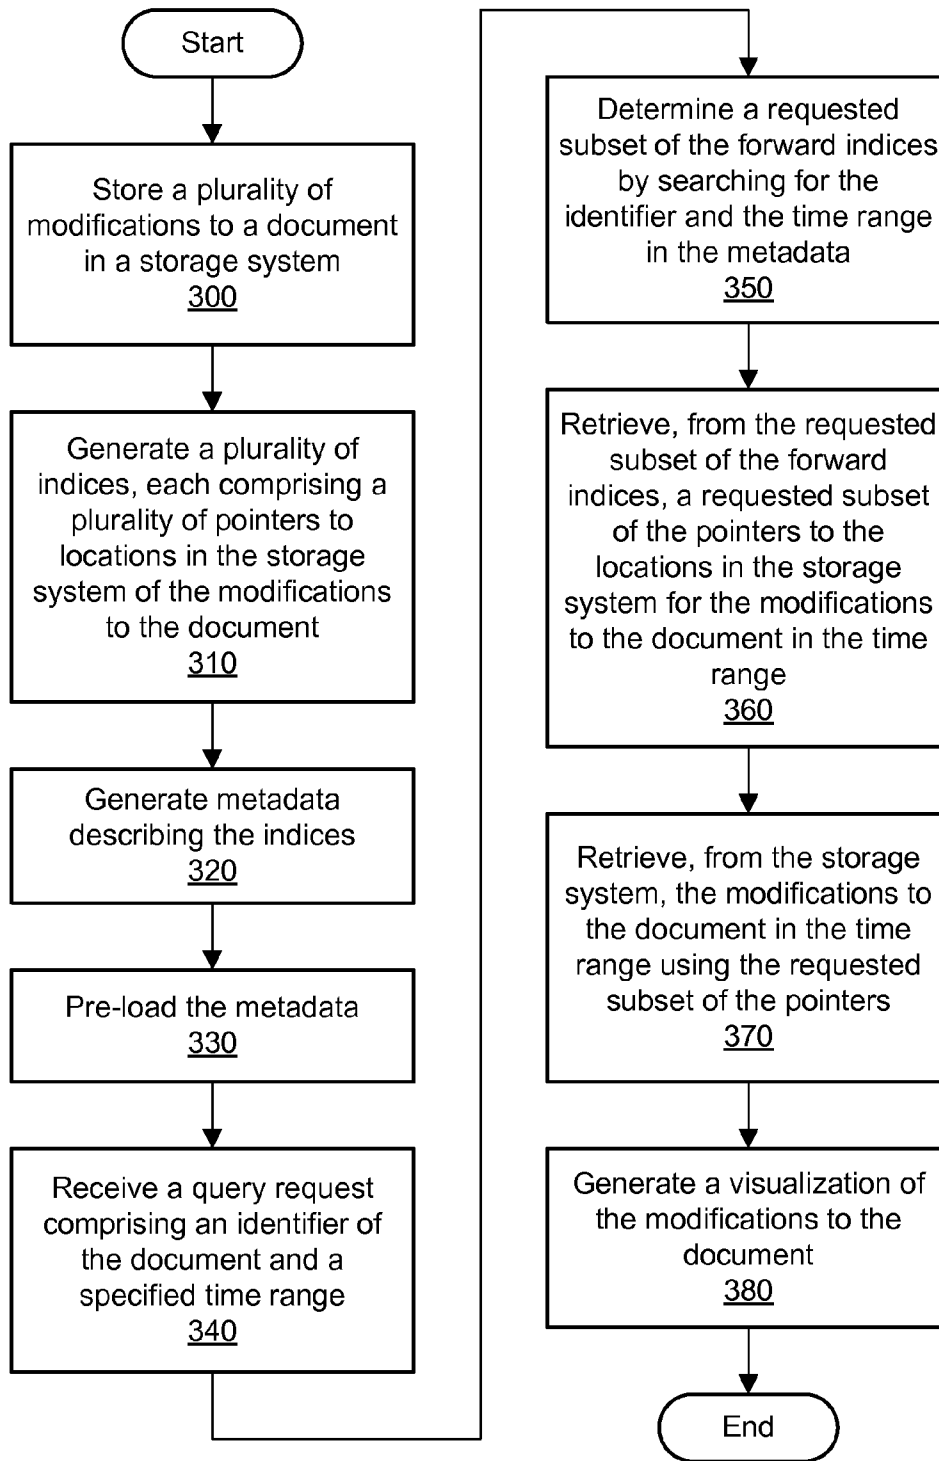 Start
Store a plurality of
modifications to a document
in a storage system
300
Generate a plurality of
indices, each comprising a
plurality of pointers to
locations in the storage
system of the modifications
to the document
310
Generate metadata
describing the indices
320
Pre-load the metadata
330
Receive a query request
comprising an identifier of
the document and a
specified time range
340
Determine a requested
subset of the forward indices
by searching for the
identifier and the time range
in the metadata
350
Retrieve, from the requested
subset of the forward
indices, a requested subset
of the pointers to the
locations in the storage
system for the modifications
to the document in the time
range
360
Retrieve, from the storage
system, the modifications to
the document in the time
range using the requested
subset of the pointers
370
Generate a visualization of
the modifications to the
document
380
End